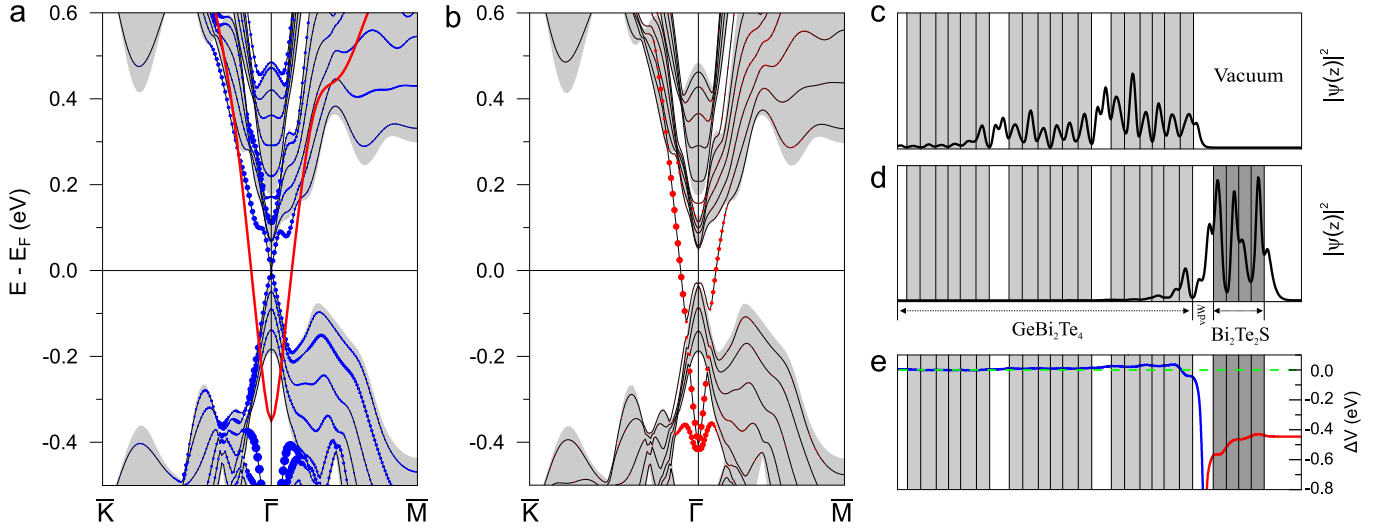 a
E - E_F (eV)
0.6
0.4
0.2
0.0
-0.2
-0.4
K̅
Γ̅
M̅
b
0.6
0.4
0.2
0.0
-0.2
-0.4
K̅
Γ̅
M̅
c
Vacuum
|ψ(z)|²
d
|ψ(z)|²
GeBi₂Te₄
vdW
Bi₂Te₂S
e
0.0
-0.2
-0.4
-0.6
-0.8
ΔV (eV)